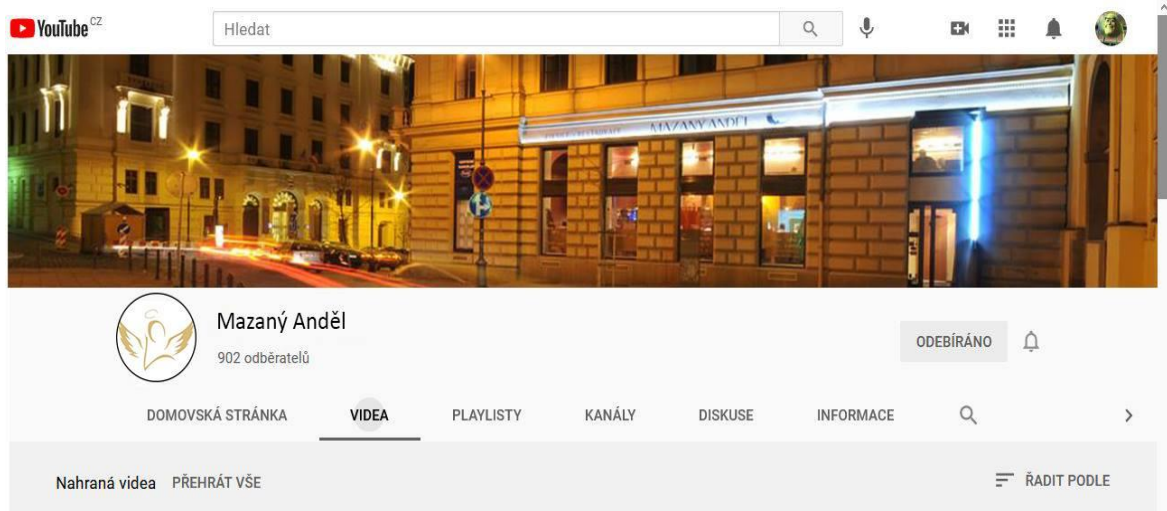 YouTube CZ
Hledat
MAZANÝ ANDĚL
Mazaný Anděl
902 odběratelů
ODEBÍRÁNO
DOMOVSKÁ STRÁNKA VIDEA PLAYLISTY KANÁLY DISKUSE INFORMACE
Nahraná videa PŘEHRÁT VŠE ŘADIT PODLE